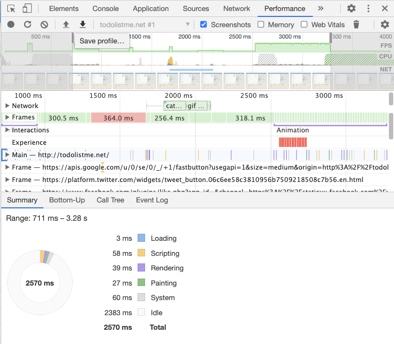 Elements Console Sources Network Performance »
todolistme.net #1 Screenshots Memory Web Vitals
500 ms Save profile… 1500 ms 2000 ms 2500 ms 3000 ms
FPS
CPU
NET
1000 ms 1500 ms 2000 ms 2500 ms 3000 ms
Network cat… gif …
Frames 300.5 ms 364.0 ms 256.4 ms 318.1 ms
Interactions Animation
Experience
Main — http://todolistme.net/
Frame — https://apis.google.com/u/0/se/0/_/+1/fastbutton?usegapi=1&size=medium&origin=http%3A%2F%2Ftodol
Frame — https://platform.twitter.com/widgets/tweet_button.06c6ee58c3810956b7509218508c7b56.en.html
Summary Bottom-Up Call Tree Event Log
Range: 711 ms – 3.28 s
3 ms Loading
58 ms Scripting
39 ms Rendering
2570 ms
27 ms Painting
60 ms System
2383 ms Idle
2570 ms Total